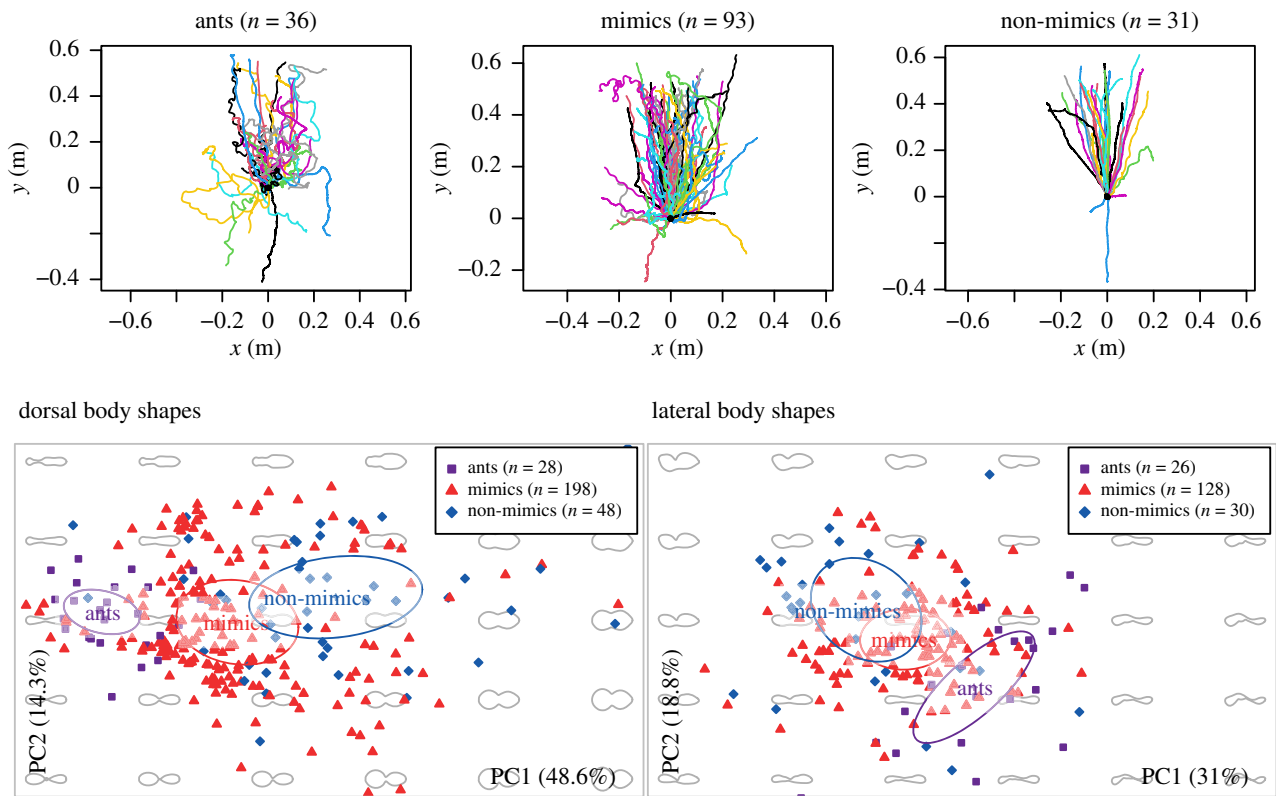 ants (n = 36)
mimics (n = 93)
non-mimics (n = 31)
0.6
0.4
0.2
0
−0.4
y (m)
−0.6
−0.2
0
0.2
0.4
0.6
x (m)
0.6
0.4
0.2
0
−0.2
y (m)
−0.4
−0.2
0
0.2
0.4
0.6
x (m)
0.6
0.4
0.2
0
−0.4
y (m)
−0.6
−0.2
0
0.2
0.4
0.6
x (m)
dorsal body shapes
ants (n = 28)
mimics (n = 198)
non-mimics (n = 48)
non-mimics
ants
mimics
PC2 (14.3%)
PC1 (48.6%)
lateral body shapes
ants (n = 26)
mimics (n = 128)
non-mimics (n = 30)
non-mimics
mimics
ants
PC2 (18.8%)
PC1 (31%)